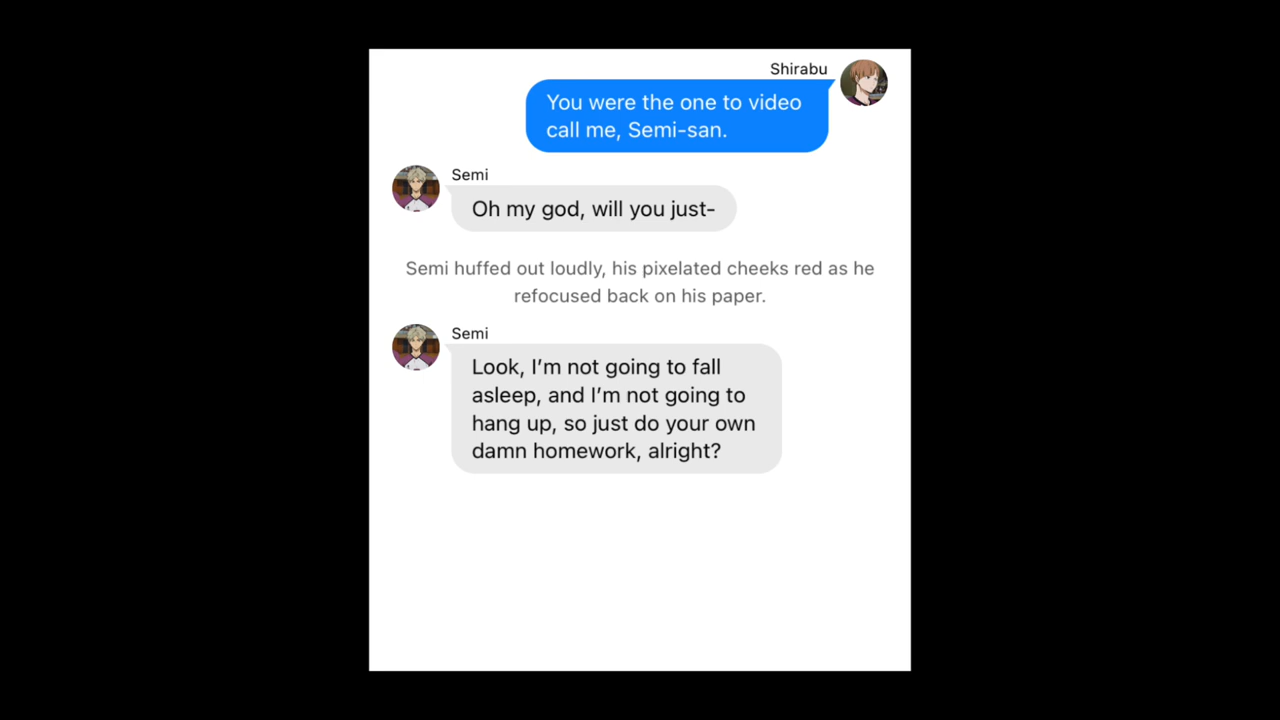 Shirabu
You were the one to video
call me, Semi-san.
Semi
Oh my god, will you just-
Semi huffed out loudly, his pixelated cheeks red as he
refocused back on his paper.
Semi
Look, I’m not going to fall
asleep, and I’m not going to
hang up, so just do your own
damn homework, alright?